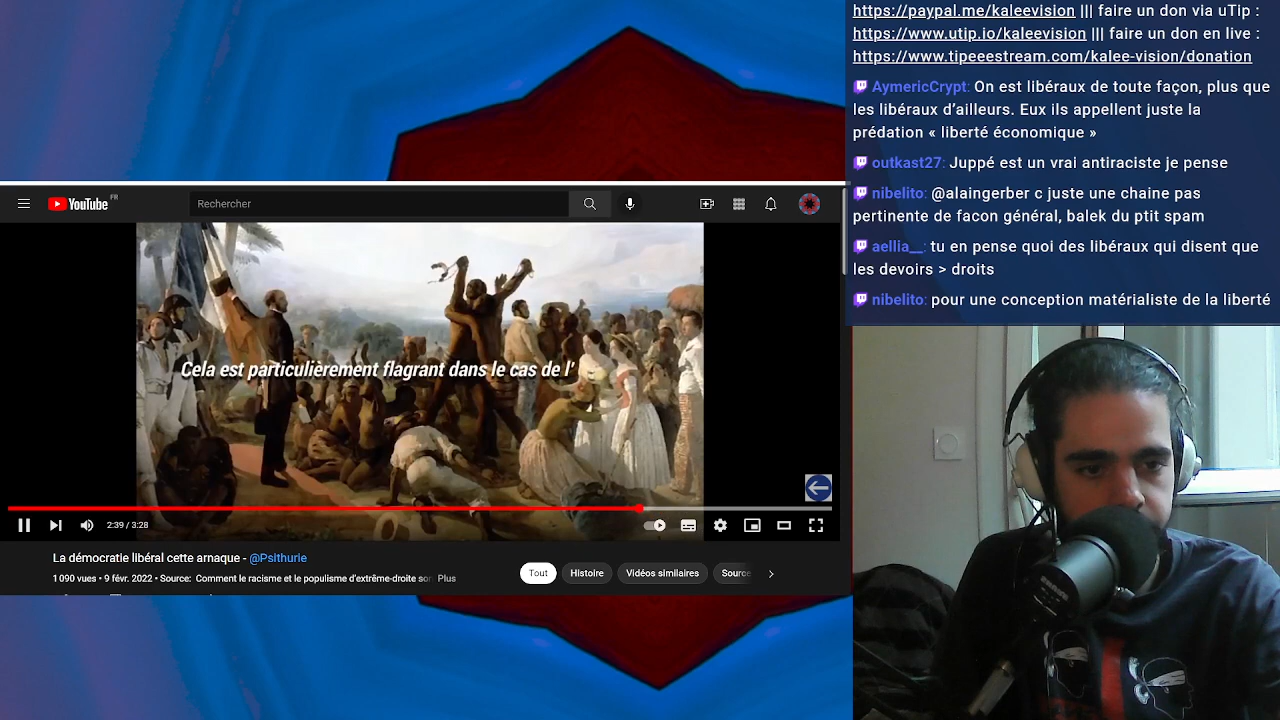 https://paypal.me/kaleevision ||| faire un don via uTip :
https://www.utip.io/kaleevision ||| faire un don en live :
https://www.tipeeestream.com/kalee-vision/donation
AymericCrypt: On est libéraux de toute façon, plus que
les libéraux d’ailleurs. Eux ils appellent juste la
prédation « liberté économique »
outkast27: Juppé est un vrai antiraciste je pense
nibelito: @alaingerber c juste une chaine pas
pertinente de facon général, balek du ptit spam
aellia__: tu en pense quoi des libéraux qui disent que
les devoirs > droits
nibelito: pour une conception matérialiste de la liberté
YouTube FR
Rechercher
Cela est particulièrement flagrant dans le cas de l'
2:39 / 3:28
La démocratie libéral cette arnaque - @Psithurie
1 090 vues • 9 févr. 2022 • Source: Comment le racisme et le populisme d'extrême-droite so Plus
Tout
Histoire
Vidéos similaires
Source